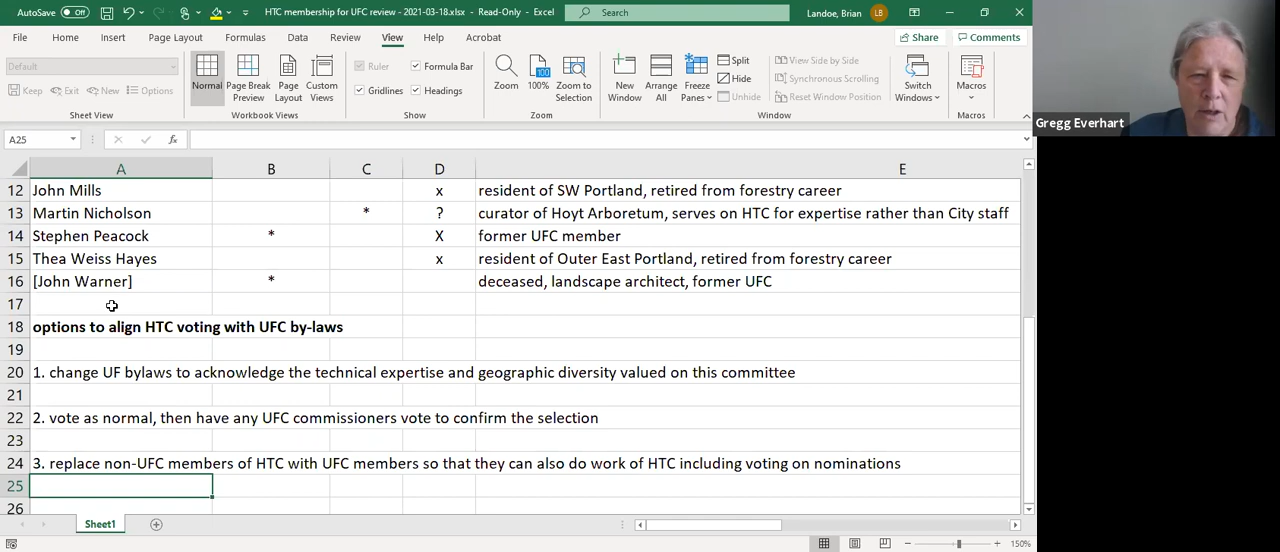 AutoSave Off HTC membership for UFC review - 2021-03-18.xlsx - Read-Only - Excel Search Landoe, Brian LB
File Home Insert Page Layout Formulas Data Review View Help Acrobat Share Comments
Default
Keep Exit New Options
Sheet View
Normal Page Break Preview Page Layout Custom Views
Workbook Views
Ruler Formula Bar
Gridlines Headings
Show
Zoom 100% Zoom to Selection
Zoom
New Window Arrange All Freeze Panes
Split
Hide
Unhide
View Side by Side
Synchronous Scrolling
Reset Window Position
Switch Windows
Window
Macros
Macros
Gregg Everhart
A25 fx
A B C D E
12 John Mills x resident of SW Portland, retired from forestry career
13 Martin Nicholson * ? curator of Hoyt Arboretum, serves on HTC for expertise rather than City staff
14 Stephen Peacock * X former UFC member
15 Thea Weiss Hayes x resident of Outer East Portland, retired from forestry career
16 [John Warner] * deceased, landscape architect, former UFC
17
18 options to align HTC voting with UFC by-laws
19
20 1. change UF bylaws to acknowledge the technical expertise and geographic diversity valued on this committee
21
22 2. vote as normal, then have any UFC commissioners vote to confirm the selection
23
24 3. replace non-UFC members of HTC with UFC members so that they can also do work of HTC including voting on nominations
25
26
Sheet1
150%